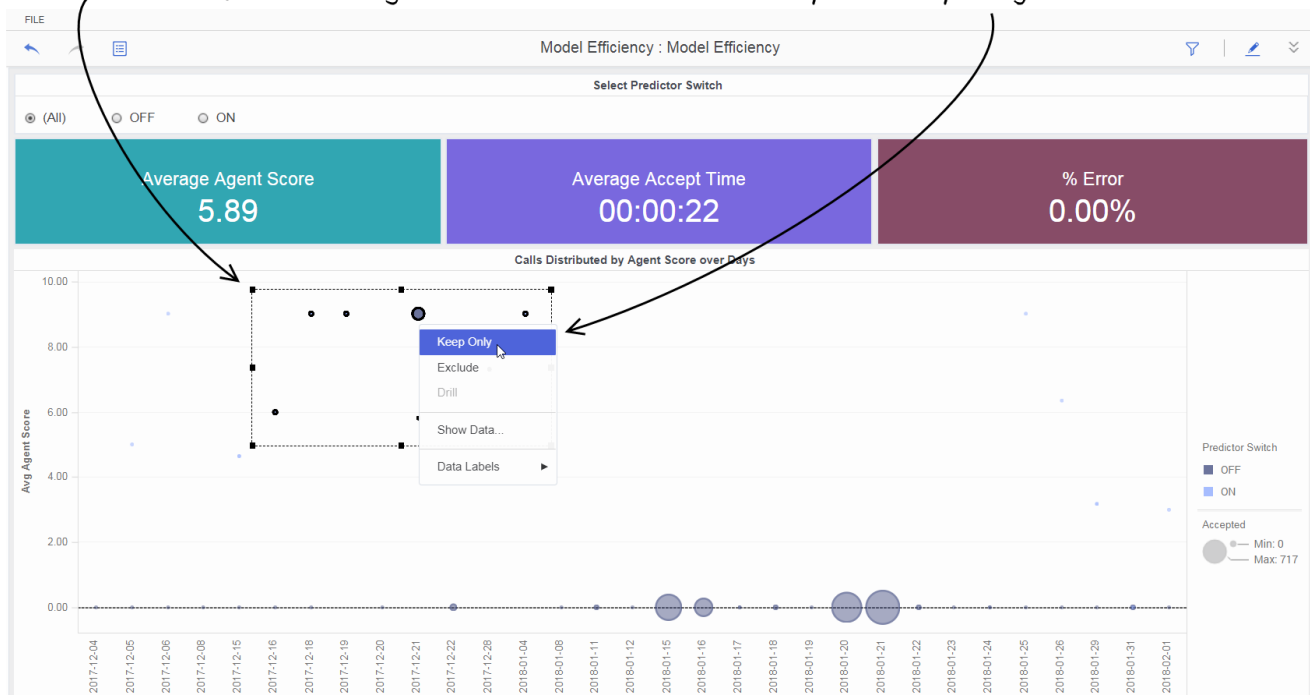 FILE
Model Efficiency : Model Efficiency
Select Predictor Switch
(All) OFF ON
Average Agent Score
5.89
Average Accept Time
00:00:22
% Error
0.00%
Calls Distributed by Agent Score over Days
10.00
8.00
6.00
4.00
2.00
0.00
Avg Agent Score
Keep Only
Exclude
Drill
Show Data...
Data Labels
Predictor Switch
OFF
ON
Accepted
Min: 0
Max: 717
2017-12-04
2017-12-05
2017-12-06
2017-12-08
2017-12-15
2017-12-16
2017-12-18
2017-12-19
2017-12-20
2017-12-21
2017-12-22
2017-12-28
2018-01-04
2018-01-08
2018-01-11
2018-01-12
2018-01-15
2018-01-16
2018-01-17
2018-01-18
2018-01-19
2018-01-20
2018-01-21
2018-01-22
2018-01-23
2018-01-24
2018-01-25
2018-01-26
2018-01-29
2018-01-31
2018-02-01